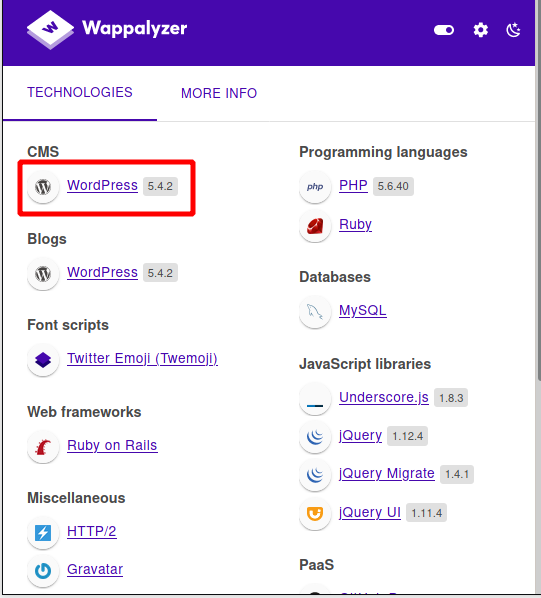 Wappalyzer
TECHNOLOGIES
MORE INFO
CMS
WordPress 5.4.2
Blogs
WordPress 5.4.2
Font scripts
Twitter Emoji (Twemoji)
Web frameworks
Ruby on Rails
Miscellaneous
HTTP/2
Gravatar
Programming languages
php PHP 5.6.40
Ruby
Databases
MySQL
JavaScript libraries
Underscore.js 1.8.3
jQuery 1.12.4
jQuery Migrate 1.4.1
jQuery UI 1.11.4
PaaS